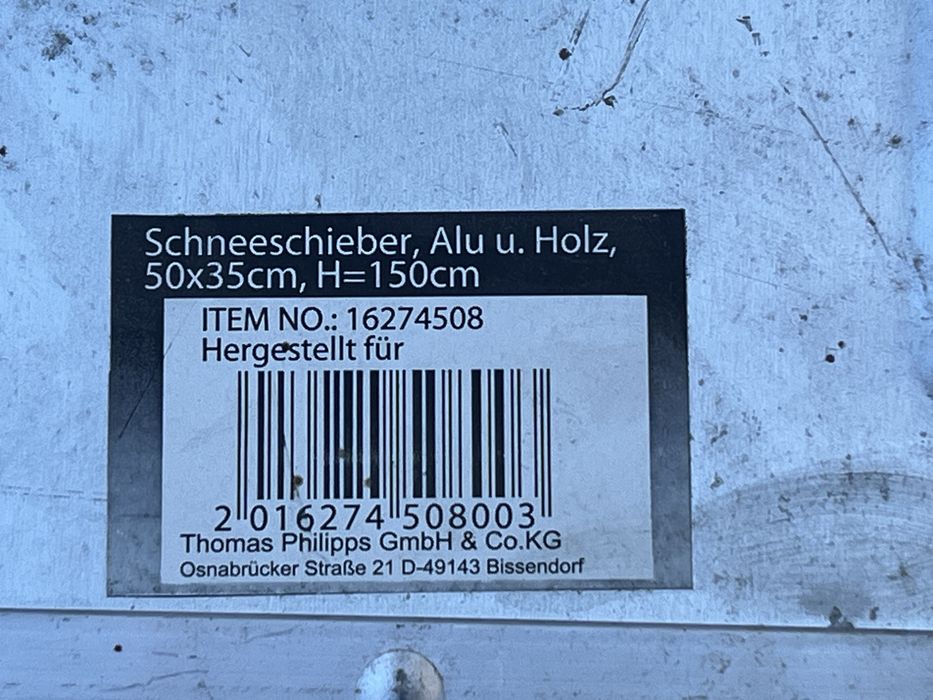 Schneeschieber, Alu u. Holz,
50x35cm, H=150cm
ITEM NO.: 16274508
Hergestellt für
2 016274 508003
Thomas Philipps GmbH & Co.KG
Osnabrücker Straße 21 D-49143 Bissendorf